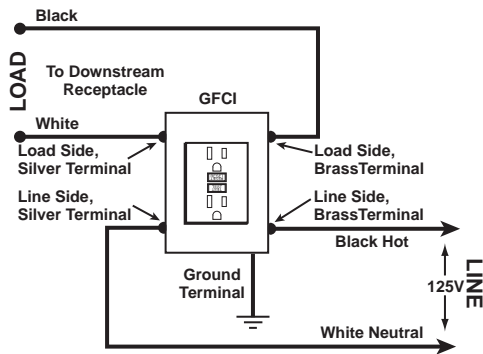 Black
LOAD
To Downstream
Receptacle
GFCI
White
Load Side,
Silver Terminal
Load Side,
BrassTerminal
Line Side,
Silver Terminal
Line Side,
BrassTerminal
Black Hot
Ground
Terminal
125V
LINE
White Neutral